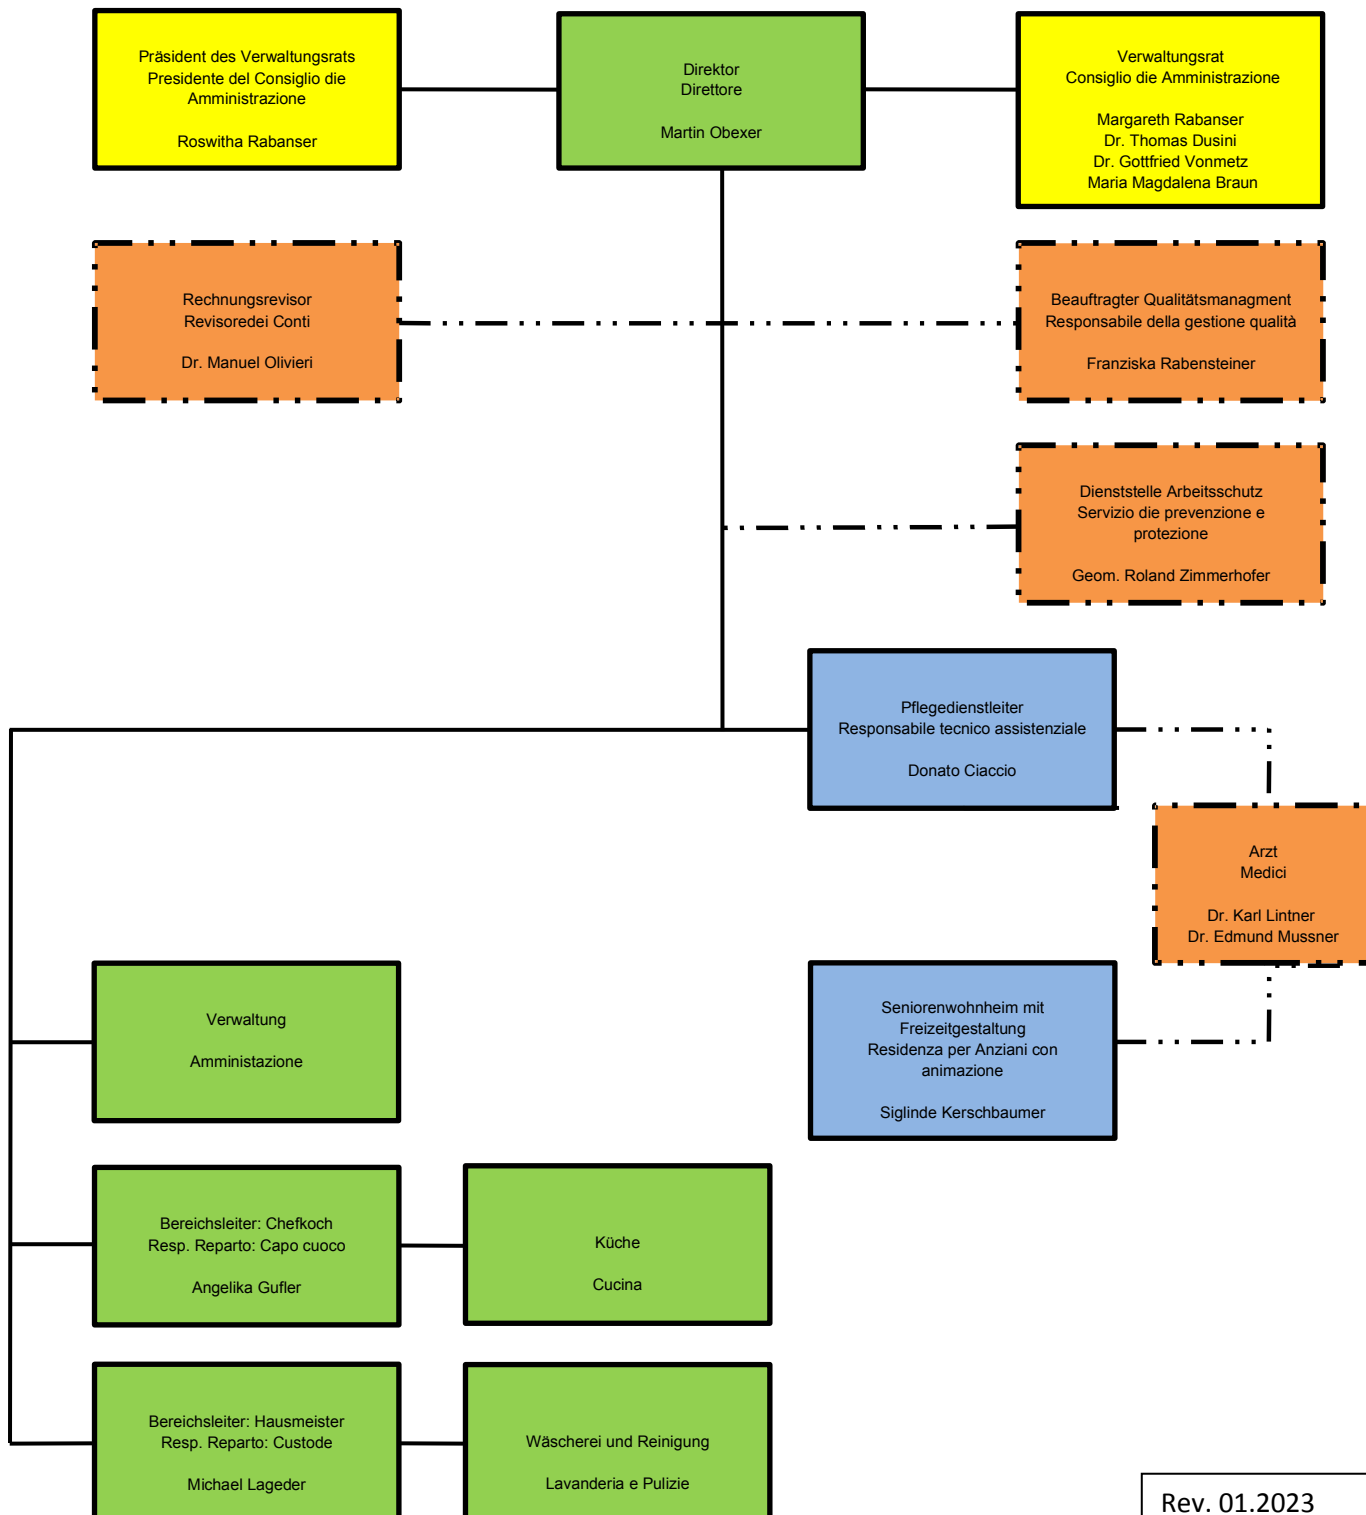 Präsident des Verwaltungsrats
Presidente del Consiglio die
Amministrazione
Roswitha Rabanser
Direktor
Direttore
Martin Obexer
Verwaltungsrat
Consiglio die Amministrazione
Margareth Rabanser
Dr. Thomas Dusini
Dr. Gottfried Vonmetz
Maria Magdalena Braun
Rechnungsrevisor
Revisoredei Conti
Dr. Manuel Olivieri
Beauftragter Qualitätsmanagment
Responsabile della gestione qualità
Franziska Rabensteiner
Dienststelle Arbeitsschutz
Servizio die prevenzione e
protezione
Geom. Roland Zimmerhofer
Pflegedienstleiter
Responsabile tecnico assistenziale
Donato Ciaccio
Arzt
Medici
Dr. Karl Lintner
Dr. Edmund Mussner
Verwaltung
Amministazione
Seniorenwohnheim mit
Freizeitgestaltung
Residenza per Anziani con
animazione
Siglinde Kerschbaumer
Bereichsleiter: Chefkoch
Resp. Reparto: Capo cuoco
Angelika Gufler
Küche
Cucina
Bereichsleiter: Hausmeister
Resp. Reparto: Custode
Michael Lageder
Wäscherei und Reinigung
Lavanderia e Pulizie
Rev. 01.2023